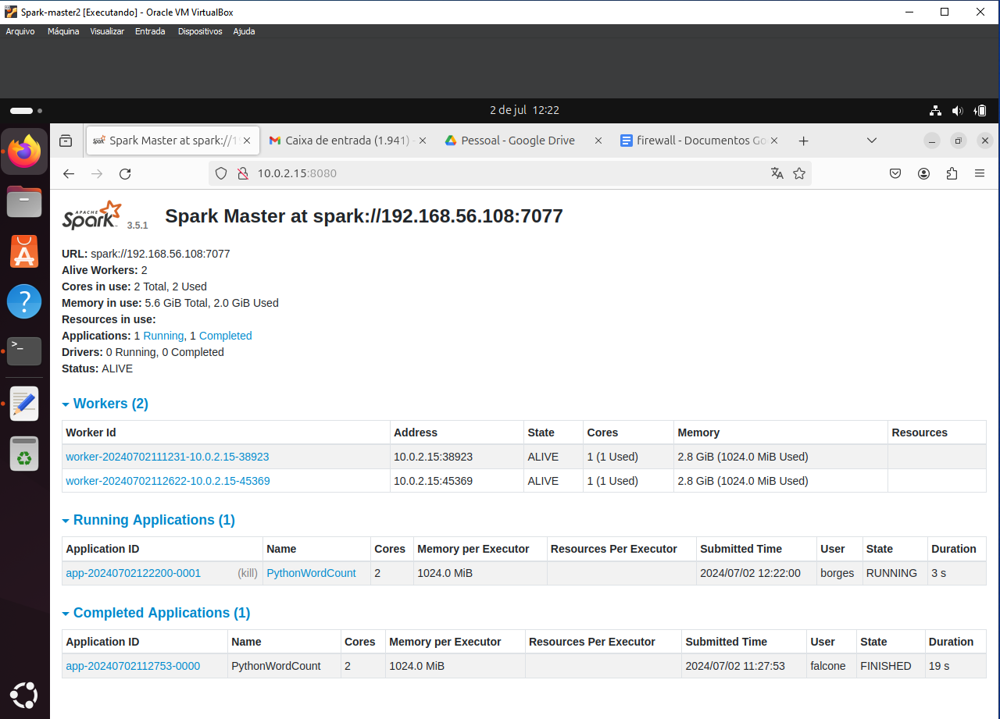 Spark-master2 [Executando] - Oracle VM VirtualBox
Arquivo Máquina Visualizar Entrada Dispositivos Ajuda
2 de jul 12:22
Spark Master at spark://1 Caixa de entrada (1.941) - Pessoal - Google Drive firewall - Documentos Go
10.0.2.15:8080
APACHE Spark 3.5.1 Spark Master at spark://192.168.56.108:7077
URL: spark://192.168.56.108:7077
Alive Workers: 2
Cores in use: 2 Total, 2 Used
Memory in use: 5.6 GiB Total, 2.0 GiB Used
Resources in use:
Applications: 1 Running, 1 Completed
Drivers: 0 Running, 0 Completed
Status: ALIVE
Workers (2)
Worker Id Address State Cores Memory Resources
worker-20240702111231-10.0.2.15-38923 10.0.2.15:38923 ALIVE 1 (1 Used) 2.8 GiB (1024.0 MiB Used)
worker-20240702112622-10.0.2.15-45369 10.0.2.15:45369 ALIVE 1 (1 Used) 2.8 GiB (1024.0 MiB Used)
Running Applications (1)
Application ID Name Cores Memory per Executor Resources Per Executor Submitted Time User State Duration
app-20240702122200-0001 (kill) PythonWordCount 2 1024.0 MiB 2024/07/02 12:22:00 borges RUNNING 3 s
Completed Applications (1)
Application ID Name Cores Memory per Executor Resources Per Executor Submitted Time User State Duration
app-20240702112753-0000 PythonWordCount 2 1024.0 MiB 2024/07/02 11:27:53 falcone FINISHED 19 s